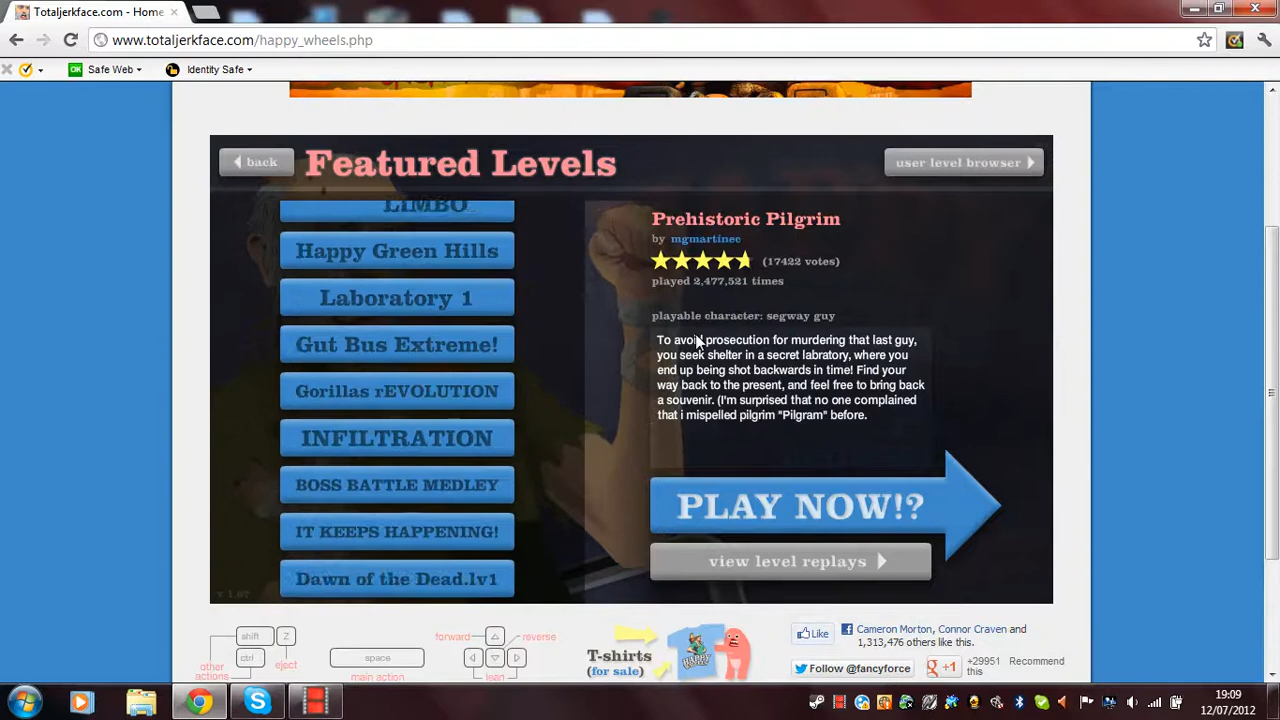 Totaljerkface.com - Home
www.totaljerkface.com/happy_wheels.php
OK Safe Web
Identity Safe
back
Featured Levels
user level browser
LIMBO
Happy Green Hills
Laboratory 1
Gut Bus Extreme!
Gorillas rEVOLUTION
INFILTRATION
BOSS BATTLE MEDLEY
IT KEEPS HAPPENING!
Dawn of the Dead.lv1
v 1.07
Prehistoric Pilgrim
by mgmartinec
(17422 votes)
played 2,477,521 times
playable character: segway guy
To avoid prosecution for murdering that last guy,
you seek shelter in a secret labratory, where you
end up being shot backwards in time! Find your
way back to the present, and feel free to bring back
a souvenir. (I'm surprised that no one complained
that i mispelled pilgrim "Pilgram" before.
PLAY NOW!?
view level replays
shift
Z
ctrl
eject
other
actions
space
main action
forward
reverse
lean
T-shirts
(for sale)
HAPPY
Like
Cameron Morton, Connor Craven and
1,313,476 others like this.
Follow @fancyforce
g +1
+29951
Recommend
this
19:09
12/07/2012